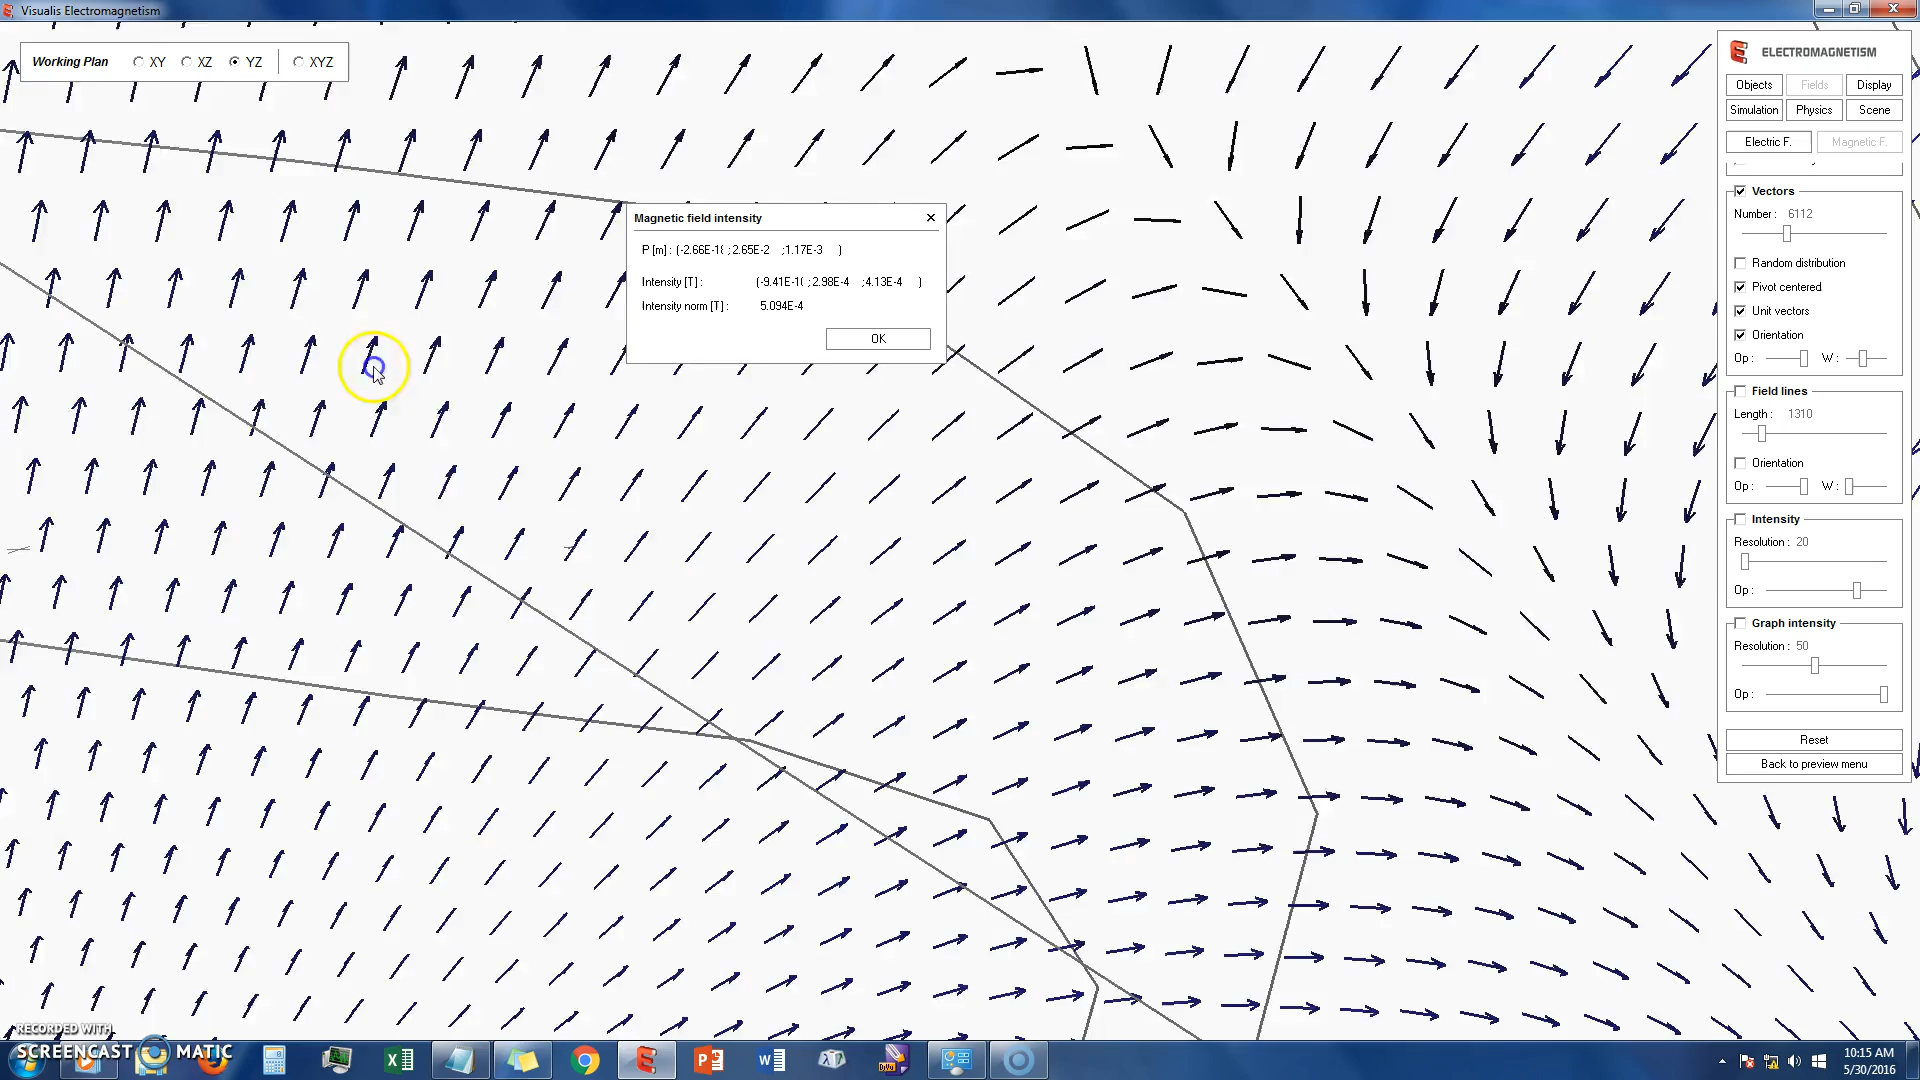 Visualis Electromagnetism
Working Plan XY XZ YZ XYZ
ELECTROMAGNETISM
Objects Fields Display
Simulation Physics Scene
Electric F. Magnetic F.
Vectors
Number : 6112
Random distribution
Pivot centered
Unit vectors
Orientation
Op : W :
Field lines
Length : 1310
Orientation
Op : W :
Intensity
Resolution : 20
Op :
Graph intensity
Resolution : 50
Op :
Reset
Back to preview menu
Magnetic field intensity
P [m] : (-2.66E-18 ;2.65E-2 ;1.17E-3 )
Intensity [T] : (-9.41E-1( ;2.98E-4 ;4.13E-4 )
Intensity norm [T] : 5.094E-4
OK
RECORDED WITH
SCREENCAST MATIC
10:15 AM
5/30/2016